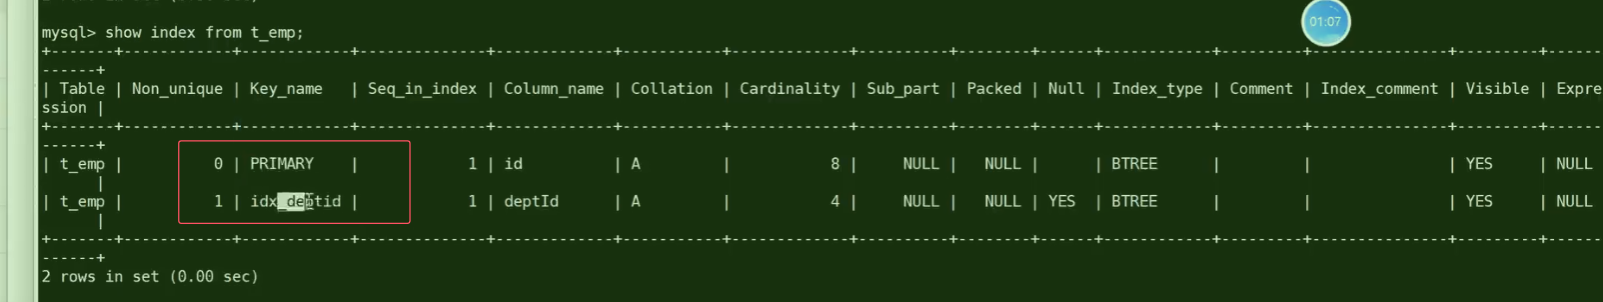 01:07
mysql> show index from t_emp;
+-------+------------+-------------+---------------+-------------+-----------+-------------+----------+--------+------+------------+---------+---------------+---------+------
------+
| Table | Non_unique | Key_name | Seq_in_index | Column_name | Collation | Cardinality | Sub_part | Packed | Null | Index_type | Comment | Index_comment | Visible | Expre
ssion |
+-------+------------+-------------+---------------+-------------+-----------+-------------+----------+--------+------+------------+---------+---------------+---------+------
------+
| t_emp | 0 | PRIMARY | 1 | id | A | 8 | NULL | NULL | | BTREE | | | YES | NULL
|
| t_emp | 1 | idx_deptid | 1 | deptId | A | 4 | NULL | NULL | YES | BTREE | | | YES | NULL
|
+-------+------------+-------------+---------------+-------------+-----------+-------------+----------+--------+------+------------+---------+---------------+---------+------
------+
2 rows in set (0.00 sec)